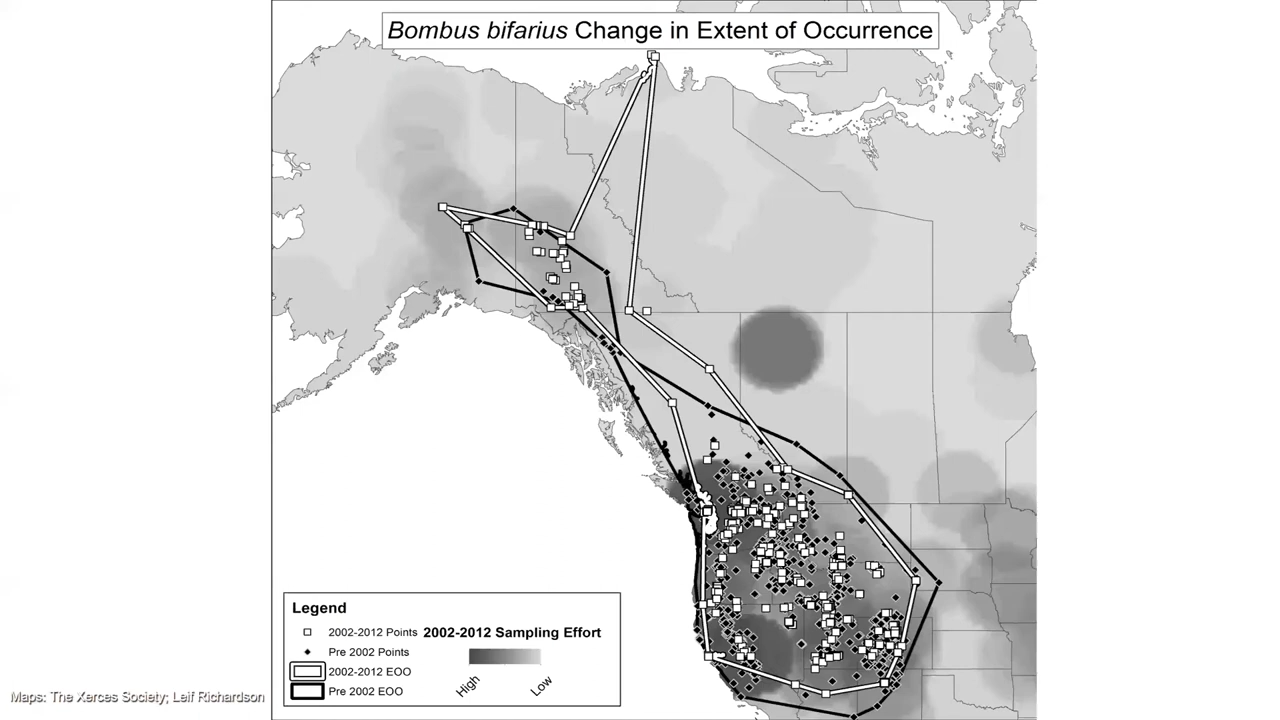 Bombus bifarius Change in Extent of Occurrence
Legend
2002-2012 Points 2002-2012 Sampling Effort
Pre 2002 Points
2002-2012 EOO
Pre 2002 EOO
High Low
Maps: The Xerces Society; Leif Richardson